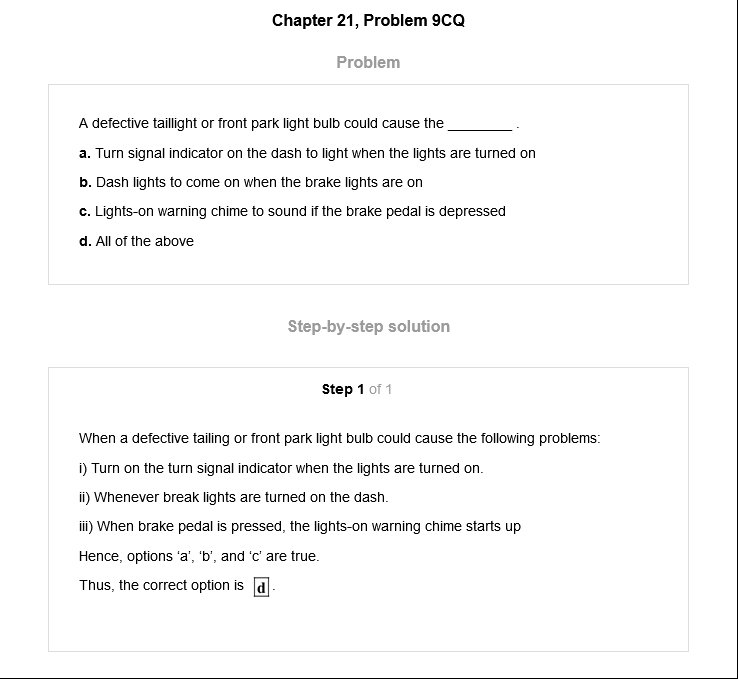 Chapter 21, Problem 9CQ
Problem
A defective taillight or front park light bulb could cause the ________ .
a. Turn signal indicator on the dash to light when the lights are turned on
b. Dash lights to come on when the brake lights are on
c. Lights-on warning chime to sound if the brake pedal is depressed
d. All of the above
Step-by-step solution
Step 1 of 1
When a defective tailing or front park light bulb could cause the following problems:
i) Turn on the turn signal indicator when the lights are turned on.
ii) Whenever break lights are turned on the dash.
iii) When brake pedal is pressed, the lights-on warning chime starts up
Hence, options ‘a’, ‘b’, and ‘c’ are true.
Thus, the correct option is d.